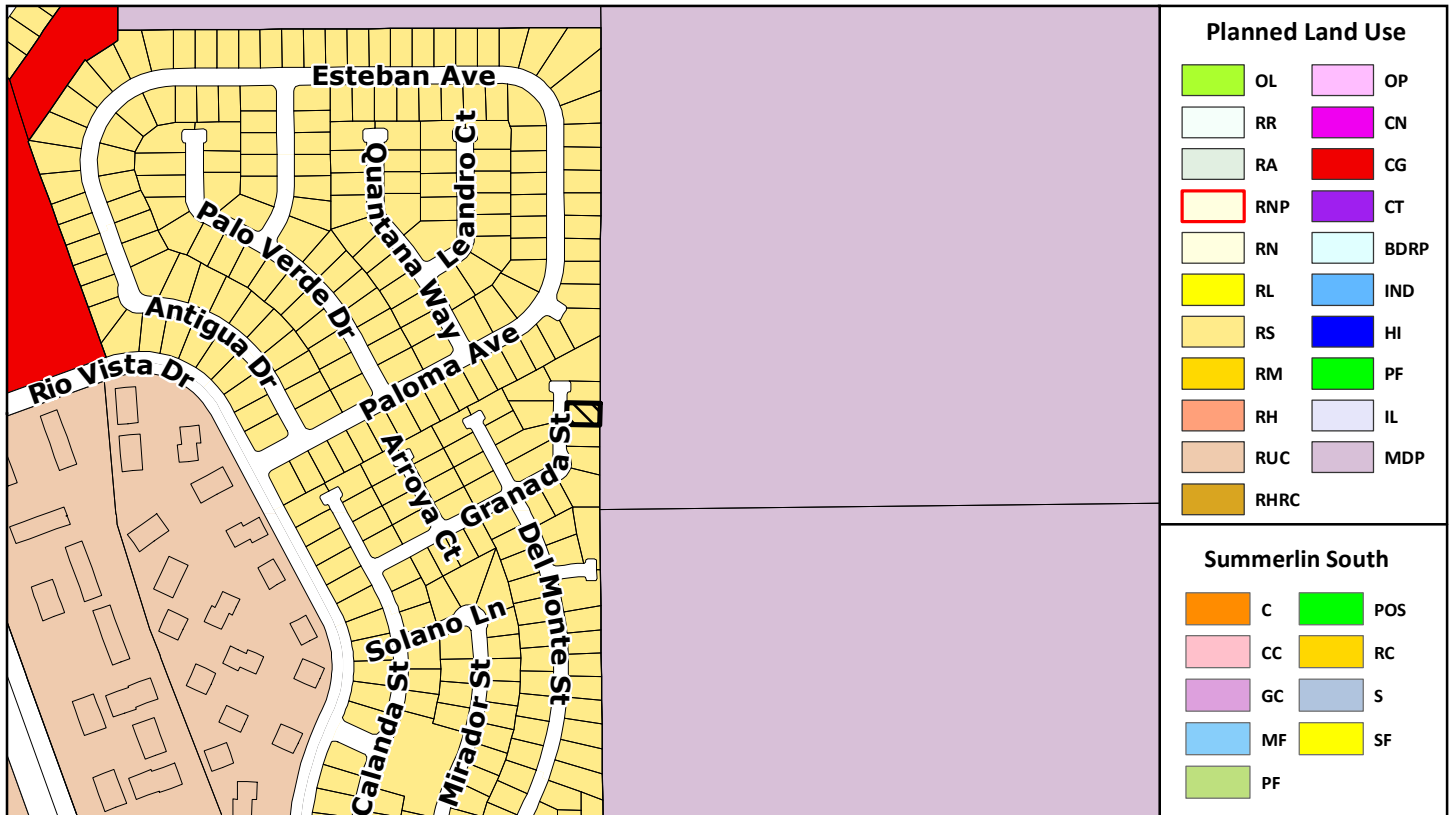 Esteban Ave
Quantana Way
Leandro Ct
Palo Verde Dr
Antigua Dr
Paloma Ave
Rio Vista Dr
Arroya Ct
Granada St
Del Monte St
Solano Ln
Calanda St
Mirador St
Planned Land Use
OL
OP
RR
CN
RA
CG
RNP
CT
RN
BDRP
RL
IND
RS
HI
RM
PF
RH
IL
RUC
MDP
RHRC
Summerlin South
C
POS
CC
RC
GC
S
MF
SF
PF